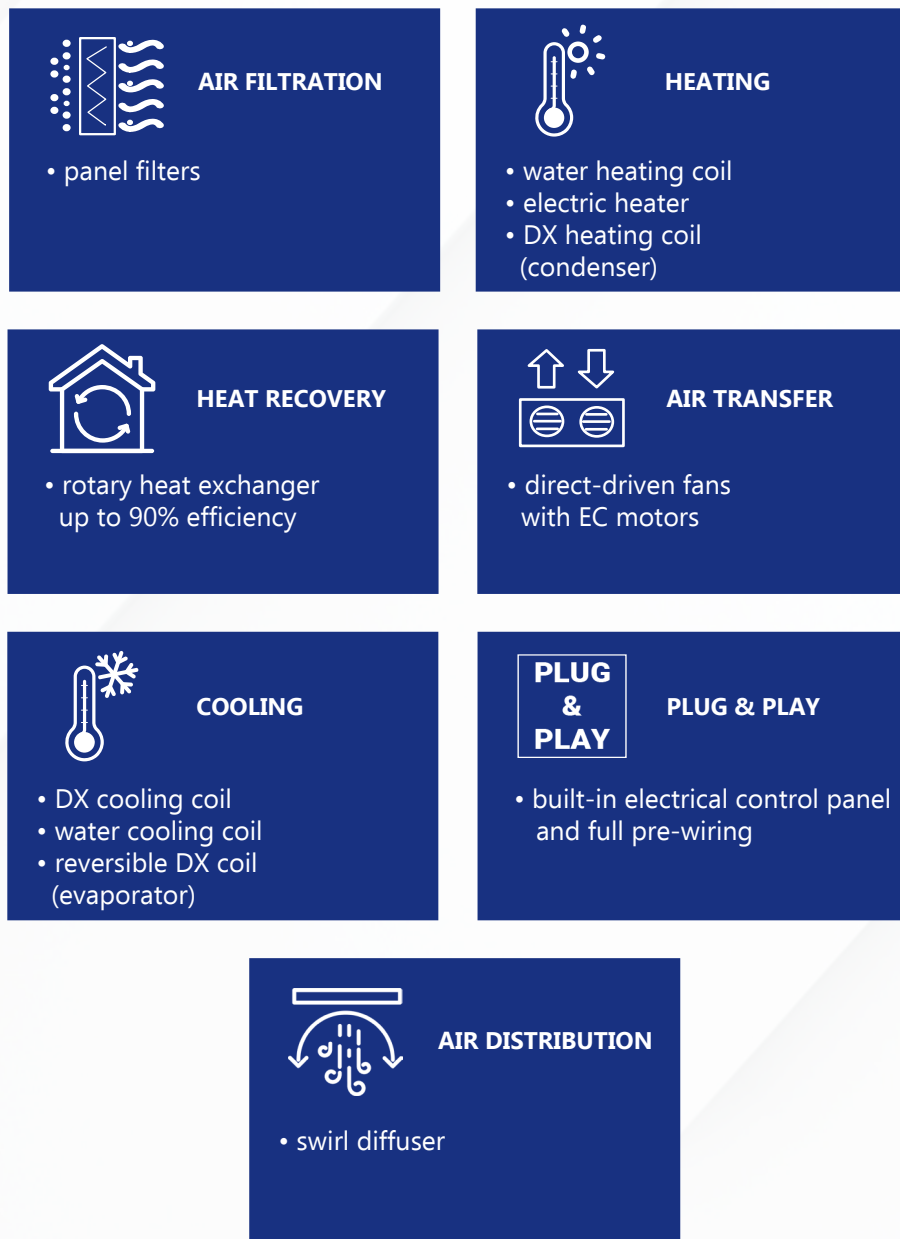 AIR FILTRATION
• panel filters
HEATING
• water heating coil
• electric heater
• DX heating coil
(condenser)
HEAT RECOVERY
• rotary heat exchanger
up to 90% efficiency
AIR TRANSFER
• direct-driven fans
with EC motors
COOLING
• DX cooling coil
• water cooling coil
• reversible DX coil
(evaporator)
PLUG
&
PLAY
PLUG & PLAY
• built-in electrical control panel
and full pre-wiring
AIR DISTRIBUTION
• swirl diffuser